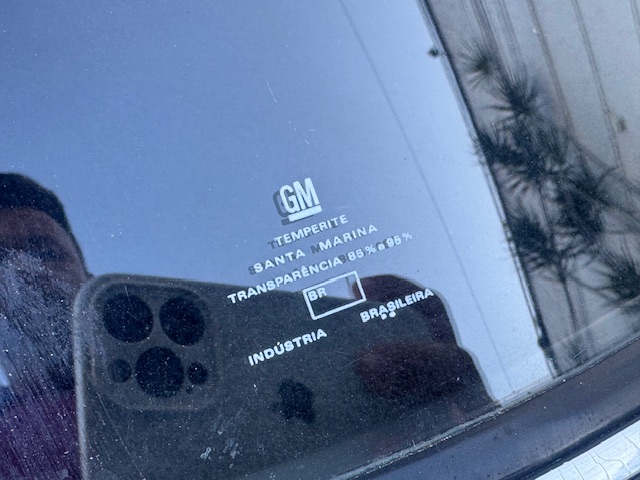 GM
TEMPERITE
SANTA MARINA
TRANSPARÊNCIA 85 % a 95 %
BR
INDÚSTRIA BRASILEIRA